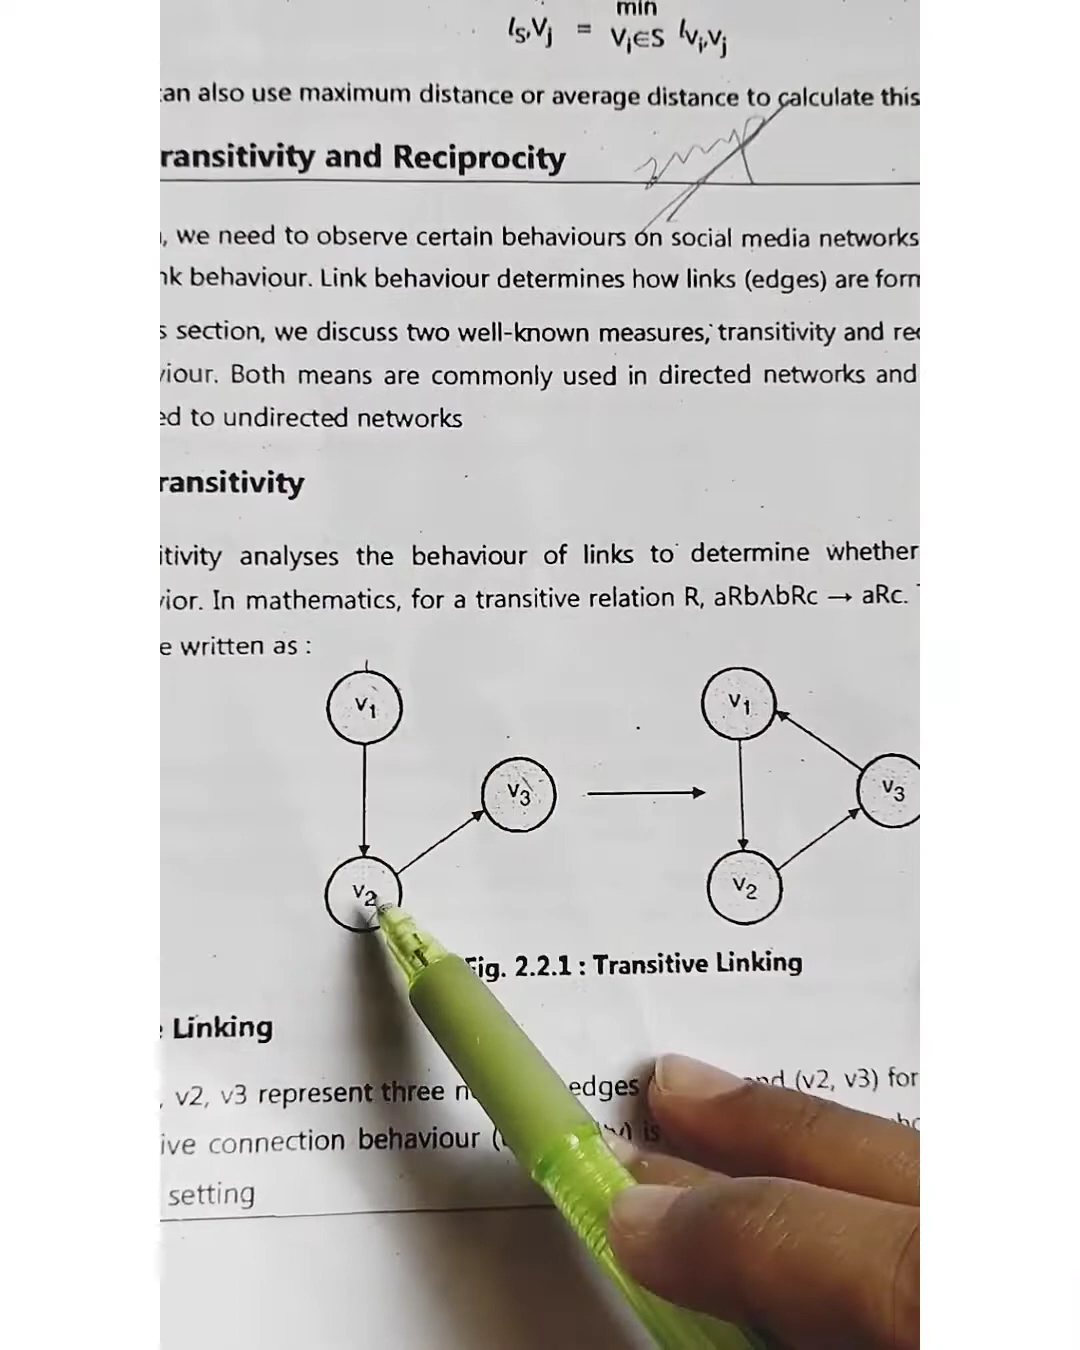 min
lS,Vj = Vi∈S lVi,Vj
an also use maximum distance or average distance to calculate this
ransitivity and Reciprocity
imp
, we need to observe certain behaviours on social media networks
nk behaviour. Link behaviour determines how links (edges) are form
s section, we discuss two well-known measures, transitivity and rec
viour. Both means are commonly used in directed networks and
ed to undirected networks
ransitivity
itivity analyses the behaviour of links to determine whether
vior. In mathematics, for a transitive relation R, aRb∧bRc → aRc.
e written as :
V1
V3
V2
V1
V3
V2
Fig. 2.2.1 : Transitive Linking
: Linking
, v2, v3 represent three edges and (v2, v3) for
ive connection behaviour ( is
setting